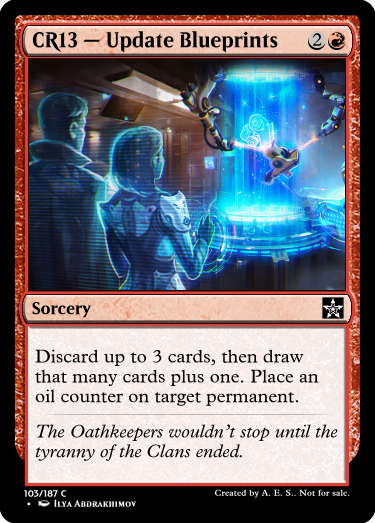 CR13 — Update Blueprints 2
Sorcery
Discard up to 3 cards, then draw
that many cards plus one. Place an
oil counter on target permanent.
The Oathkeepers wouldn't stop until the
tyranny of the Clans ended.
103/187 C
Created by A. E. S.. Not for sale.
• Ilya Abdrakhimov